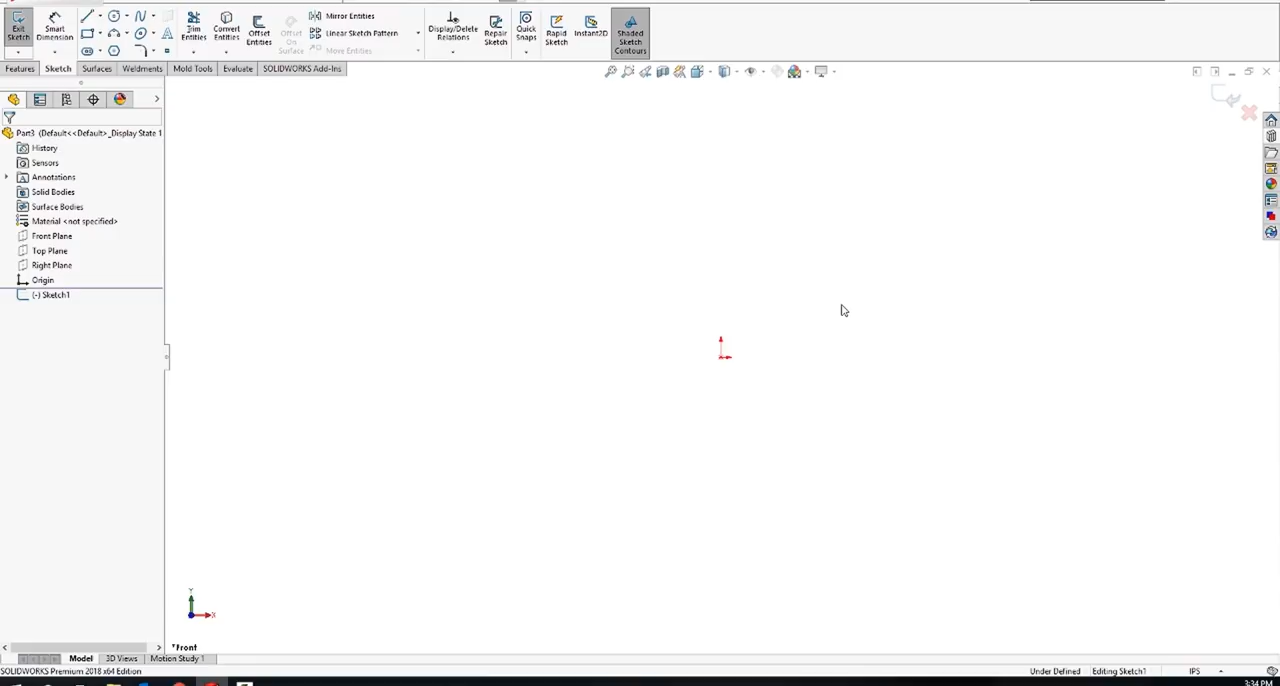 Exit
Sketch
Smart
Dimension
Trim
Entities
Convert
Entities
Offset
Entities
Offset
On
Surface
Mirror Entities
Linear Sketch Pattern
Move Entities
Display/Delete
Relations
Repair
Sketch
Quick
Snaps
Rapid
Sketch
Instant2D
Shaded
Sketch
Contours
Features
Sketch
Surfaces
Weldments
Mold Tools
Evaluate
SOLIDWORKS Add-Ins
Part3 (Default<<Default>_Display State 1
History
Sensors
Annotations
Solid Bodies
Surface Bodies
Material <not specified>
Front Plane
Top Plane
Right Plane
Origin
(-) Sketch1
Y
X
*Front
Model
3D Views
Motion Study 1
SOLIDWORKS Premium 2018 x64 Edition
Under Defined
Editing Sketch1
IPS
3:34 PM